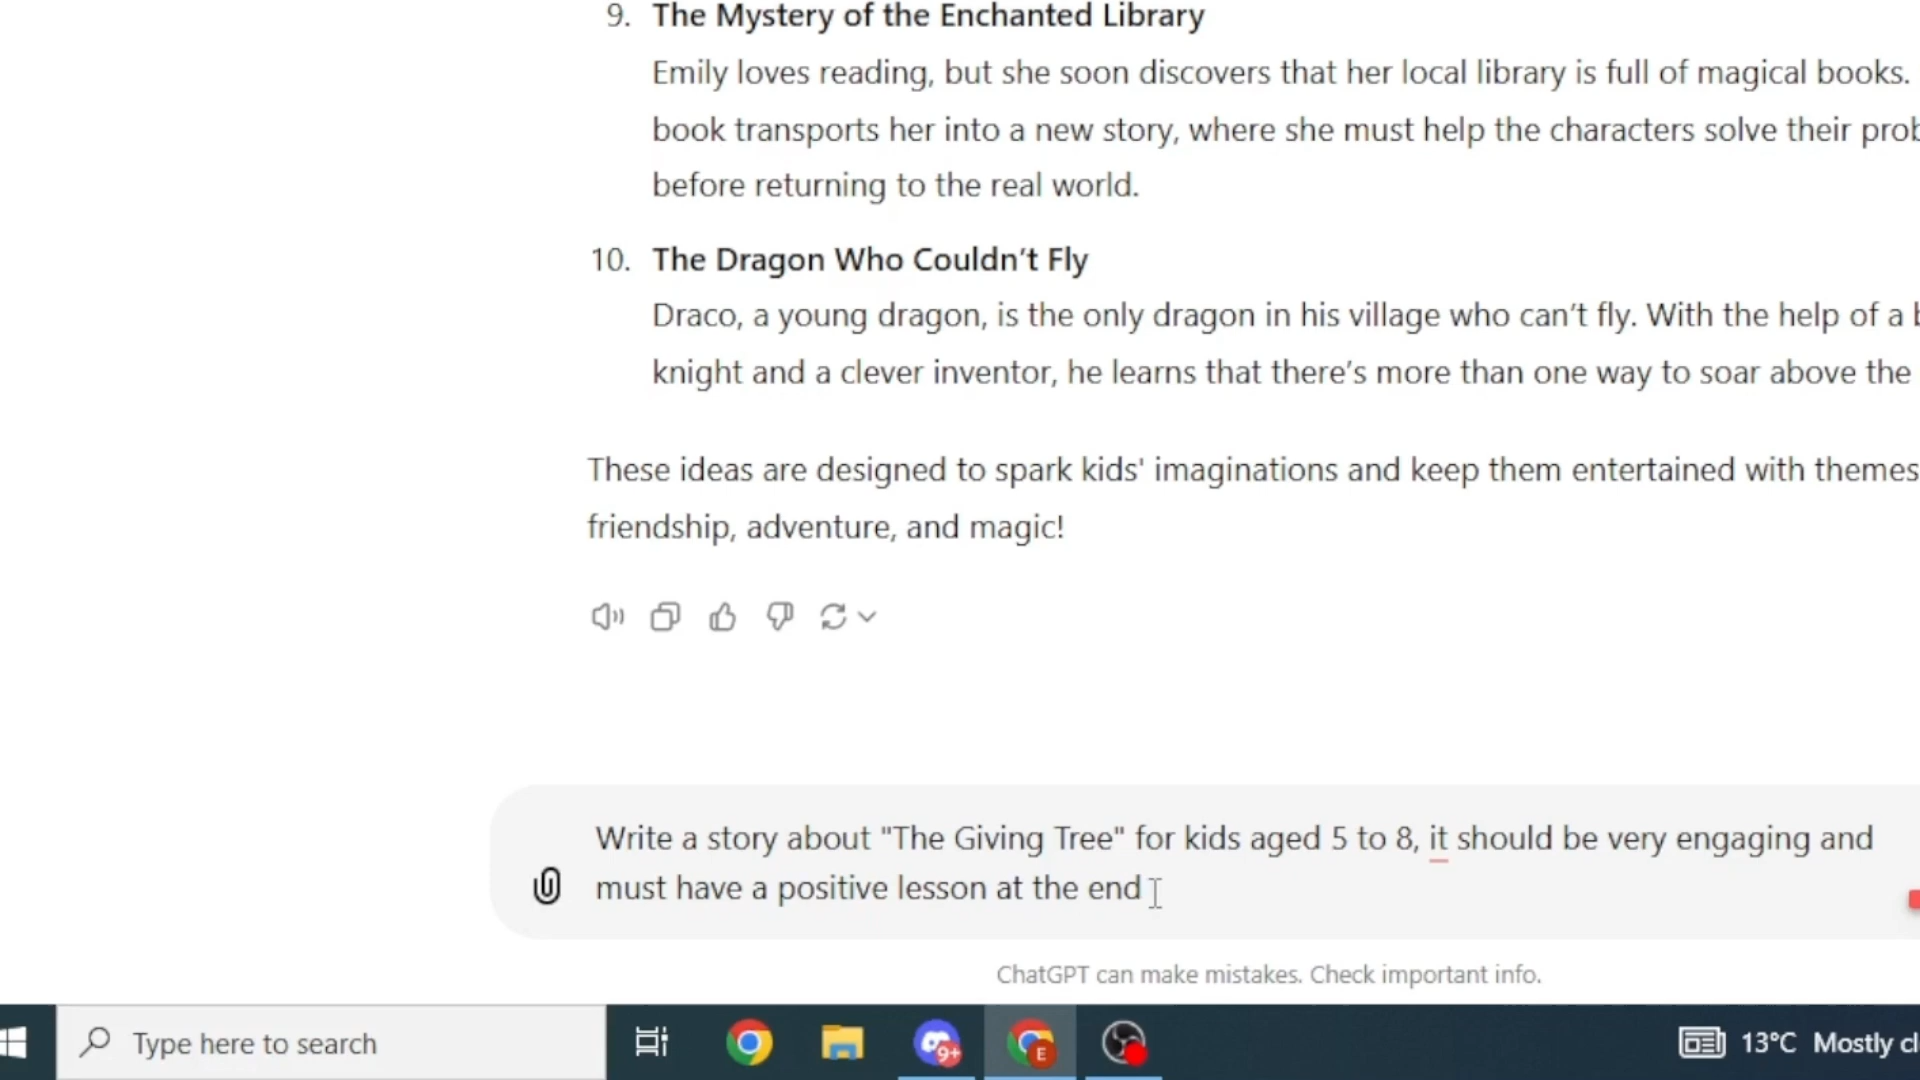 9. The Mystery of the Enchanted Library
Emily loves reading, but she soon discovers that her local library is full of magical books.
book transports her into a new story, where she must help the characters solve their
before returning to the real world.
10. The Dragon Who Couldn't Fly
Draco, a young dragon, is the only dragon in his village who can't fly. With the help of a
knight and a clever inventor, he learns that there's more than one way to soar above the
These ideas are designed to spark kids' imaginations and keep them entertained with themes
friendship, adventure, and magic!
Write a story about "The Giving Tree" for kids aged 5 to 8, it should be very engaging and
must have a positive lesson at the end
ChatGPT can make mistakes. Check important info.
Type here to search
9+
E
13°C Mostly